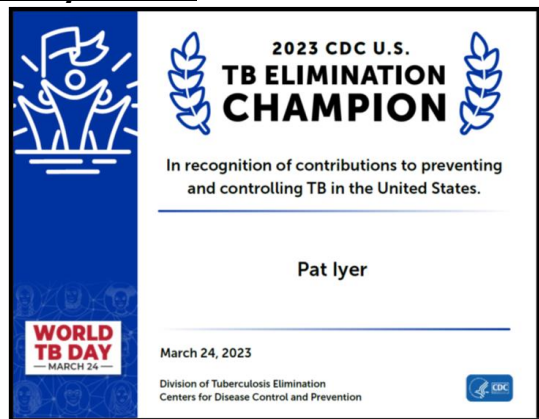 2023 CDC U.S.
TB ELIMINATION
CHAMPION
In recognition of contributions to preventing
and controlling TB in the United States.
Pat Iyer
WORLD
TB DAY
— MARCH 24 —
March 24, 2023
Division of Tuberculosis Elimination
Centers for Disease Control and Prevention
CDC